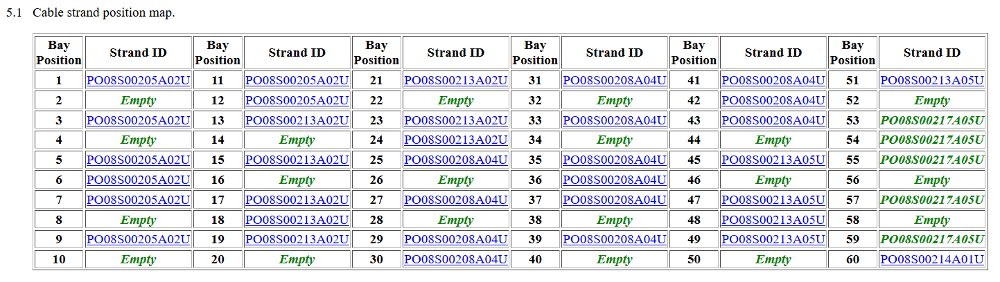 5.1 Cable strand position map.
Bay Position Strand ID Bay Position Strand ID Bay Position Strand ID Bay Position Strand ID Bay Position Strand ID Bay Position Strand ID
1 PO08S00205A02U 11 PO08S00205A02U 21 PO08S00213A02U 31 PO08S00208A04U 41 PO08S00208A04U 51 PO08S00213A05U
2 Empty 12 PO08S00205A02U 22 Empty 32 Empty 42 PO08S00208A04U 52 Empty
3 PO08S00205A02U 13 PO08S00213A02U 23 PO08S00213A02U 33 PO08S00208A04U 43 PO08S00208A04U 53 PO08S00217A05U
4 Empty 14 Empty 24 PO08S00213A02U 34 Empty 44 Empty 54 PO08S00217A05U
5 PO08S00205A02U 15 PO08S00213A02U 25 PO08S00208A04U 35 PO08S00208A04U 45 PO08S00213A05U 55 PO08S00217A05U
6 PO08S00205A02U 16 Empty 26 Empty 36 PO08S00208A04U 46 Empty 56 Empty
7 PO08S00205A02U 17 PO08S00213A02U 27 PO08S00208A04U 37 PO08S00208A04U 47 PO08S00213A05U 57 PO08S00217A05U
8 Empty 18 PO08S00213A02U 28 Empty 38 Empty 48 PO08S00213A05U 58 Empty
9 PO08S00205A02U 19 PO08S00213A02U 29 PO08S00208A04U 39 PO08S00208A04U 49 PO08S00213A05U 59 PO08S00217A05U
10 Empty 20 Empty 30 PO08S00208A04U 40 Empty 50 Empty 60 PO08S00214A01U